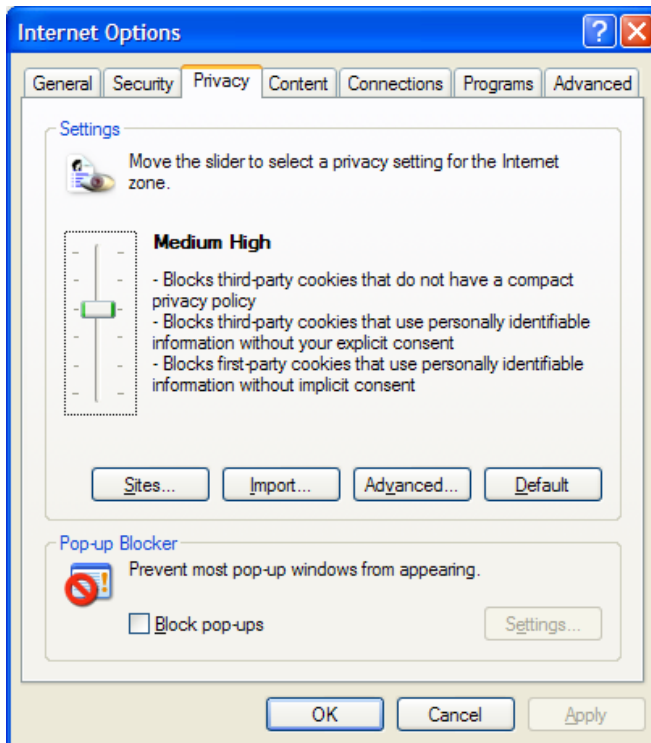 Internet Options
General Security Privacy Content Connections Programs Advanced
Settings
Move the slider to select a privacy setting for the Internet
zone.
Medium High
- Blocks third-party cookies that do not have a compact
privacy policy
- Blocks third-party cookies that use personally identifiable
information without your explicit consent
- Blocks first-party cookies that use personally identifiable
information without implicit consent
Sites... Import... Advanced... Default
Pop-up Blocker
Prevent most pop-up windows from appearing.
Block pop-ups Settings...
OK Cancel Apply